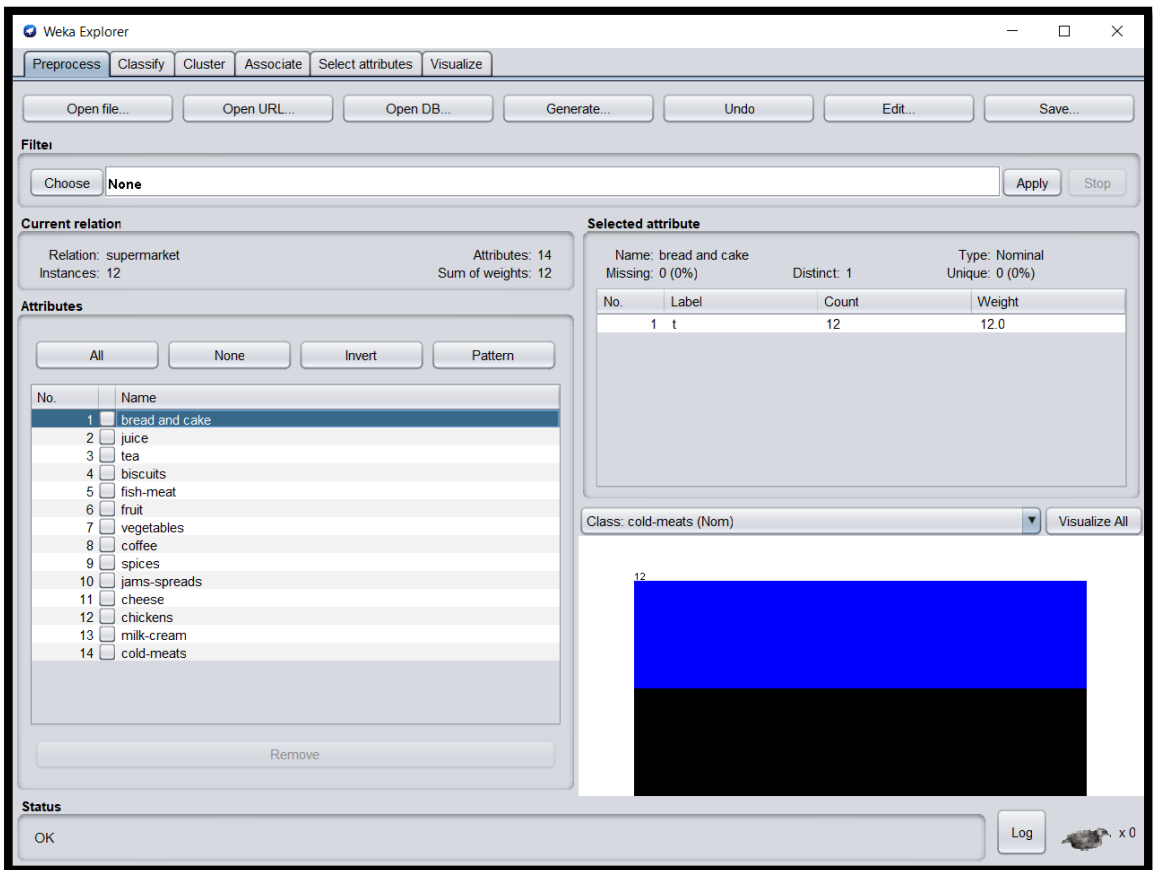 Weka Explorer
Preprocess Classify Cluster Associate Select attributes Visualize
Open file... Open URL... Open DB... Generate... Undo Edit... Save...
Filter
Choose None Apply Stop
Current relation
Relation: supermarket Attributes: 14
Instances: 12 Sum of weights: 12
Attributes
All None Invert Pattern
No. Name
1 bread and cake
2 juice
3 tea
4 biscuits
5 fish-meat
6 fruit
7 vegetables
8 coffee
9 spices
10 jams-spreads
11 cheese
12 chickens
13 milk-cream
14 cold-meats
Remove
Selected attribute
Name: bread and cake Type: Nominal
Missing: 0 (0%) Distinct: 1 Unique: 0 (0%)
No. Label Count Weight
1 t 12 12.0
Class: cold-meats (Nom) Visualize All
12
Status
OK
Log x 0